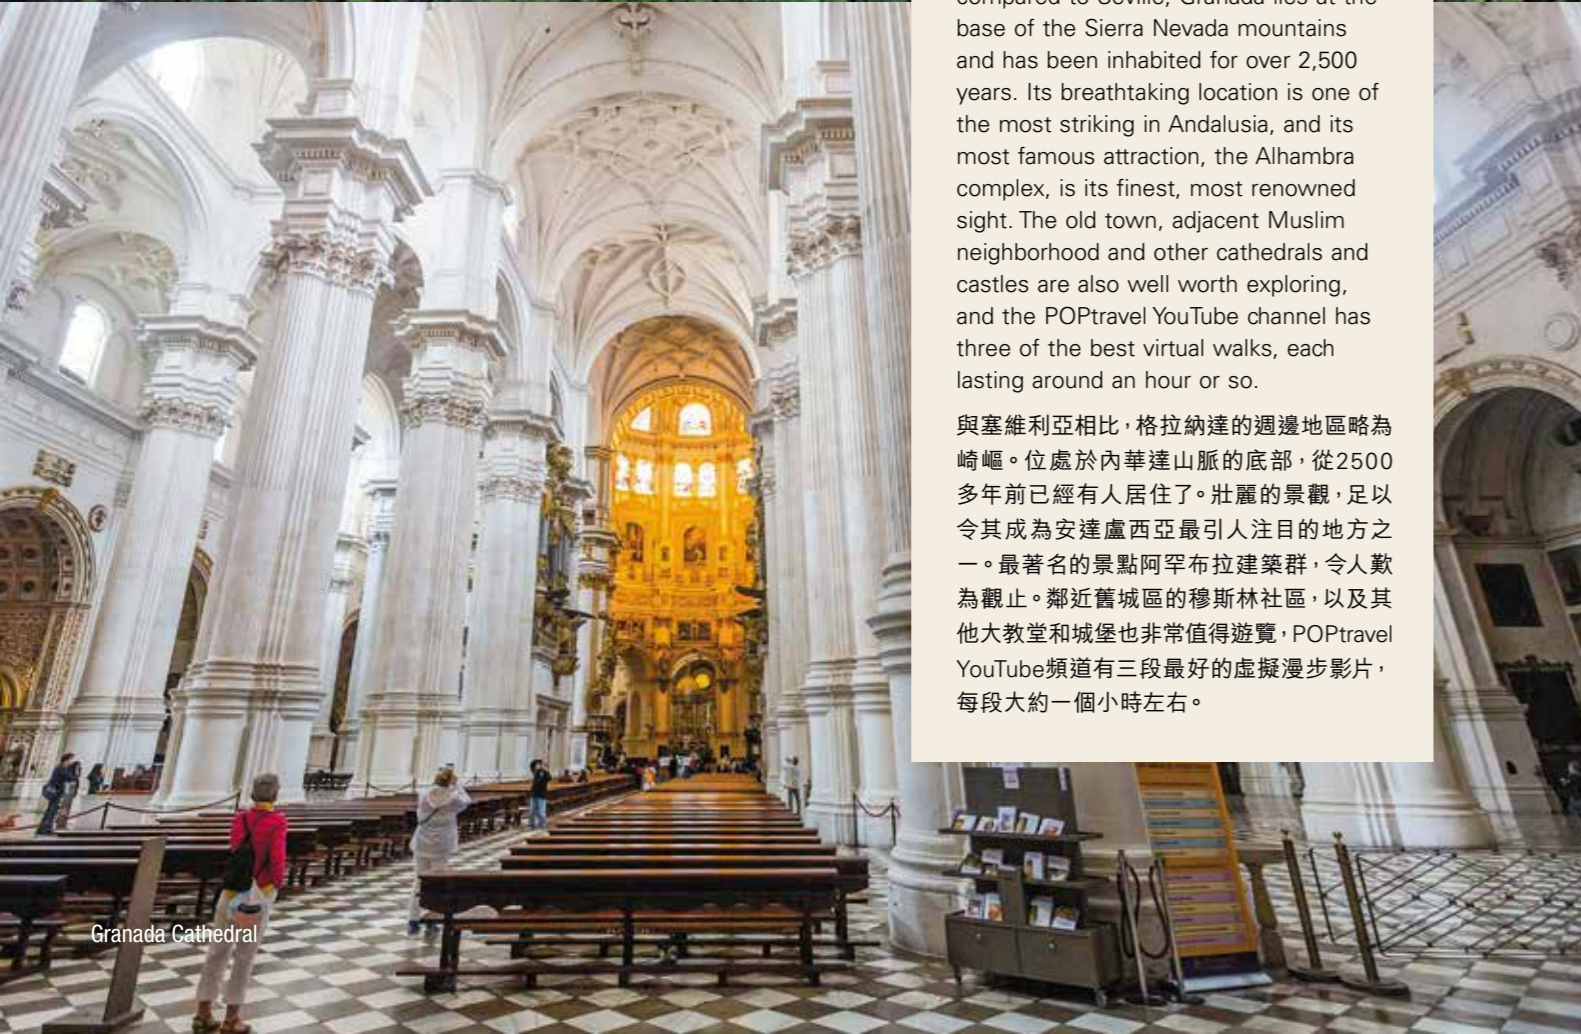 compared to Seville, Granada lies at the
base of the Sierra Nevada mountains
and has been inhabited for over 2,500
years. Its breathtaking location is one of
the most striking in Andalusia, and its
most famous attraction, the Alhambra
complex, is its finest, most renowned
sight. The old town, adjacent Muslim
neighborhood and other cathedrals and
castles are also well worth exploring,
and the POPtravel YouTube channel has
three of the best virtual walks, each
lasting around an hour or so.
與塞維利亞相比，格拉納達的週邊地區略為
崎嶇。位處於內華達山脈的底部，從2500
多年前已經有人居住了。壯麗的景觀，足以
令其成為安達盧西亞最引人注目的地方之
一。最著名的景點阿罕布拉建築群，令人歎
為觀止。鄰近舊城區的穆斯林社區，以及其
他大教堂和城堡也非常值得遊覽，POPtravel
YouTube頻道有三段最好的虛擬漫步影片，
每段大約一個小時左右。
Granada Cathedral